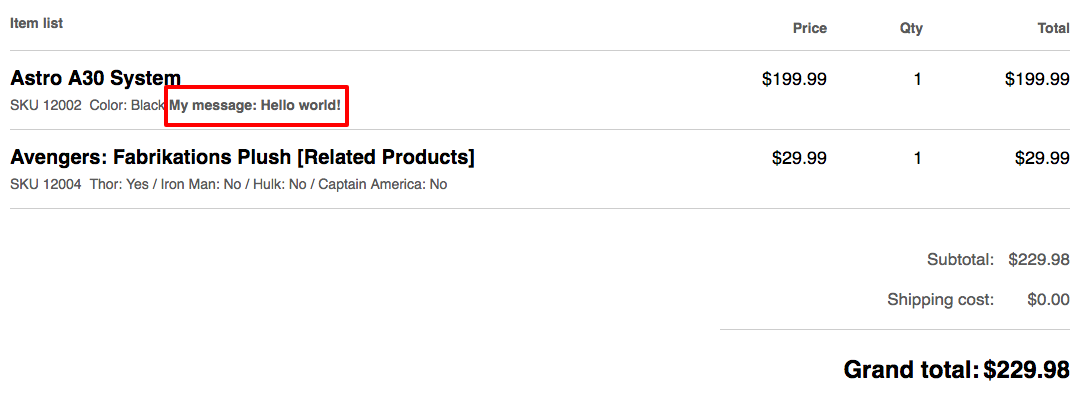 Item list Price Qty Total
Astro A30 System $199.99 1 $199.99
SKU 12002 Color: Black My message: Hello world!
Avengers: Fabrikations Plush [Related Products] $29.99 1 $29.99
SKU 12004 Thor: Yes / Iron Man: No / Hulk: No / Captain America: No
Subtotal: $229.98
Shipping cost: $0.00
Grand total: $229.98